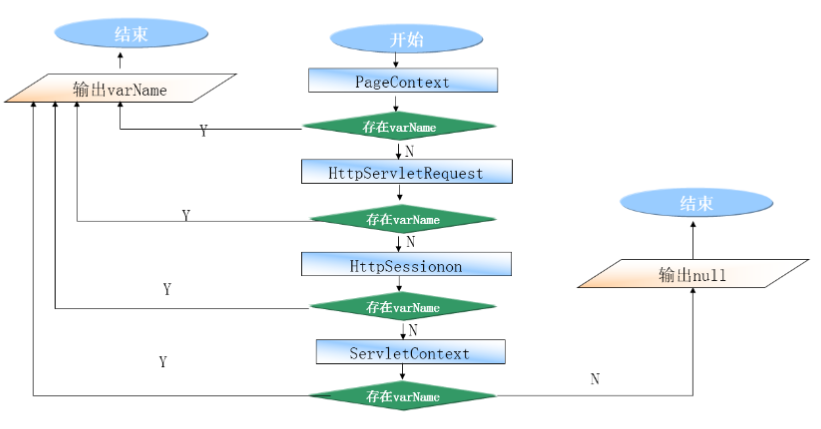 结束
开始
输出varName
PageContext
存在varName
Y
N
HttpServletRequest
存在varName
Y
N
结束
HttpSessionon
输出null
存在varName
Y
N
ServletContext
Y
N
存在varName